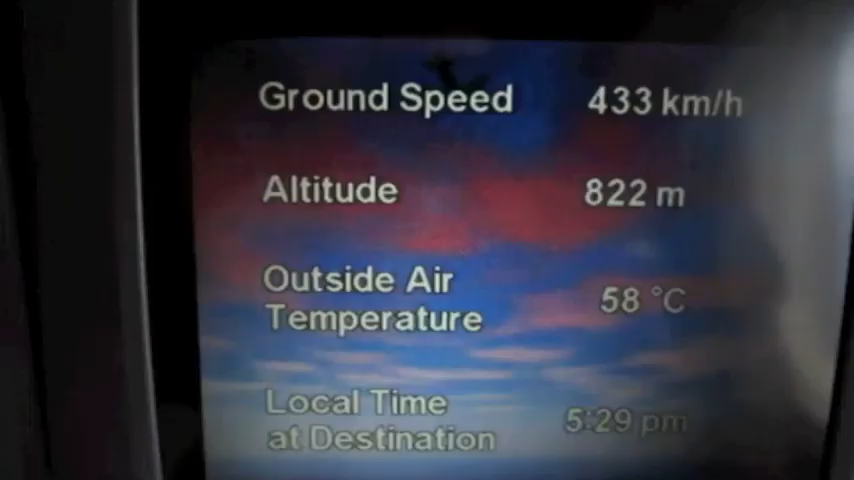 Ground Speed 433 km/h
Altitude 822 m
Outside Air
Temperature 58 °C
Local Time
at Destination 5:29 pm